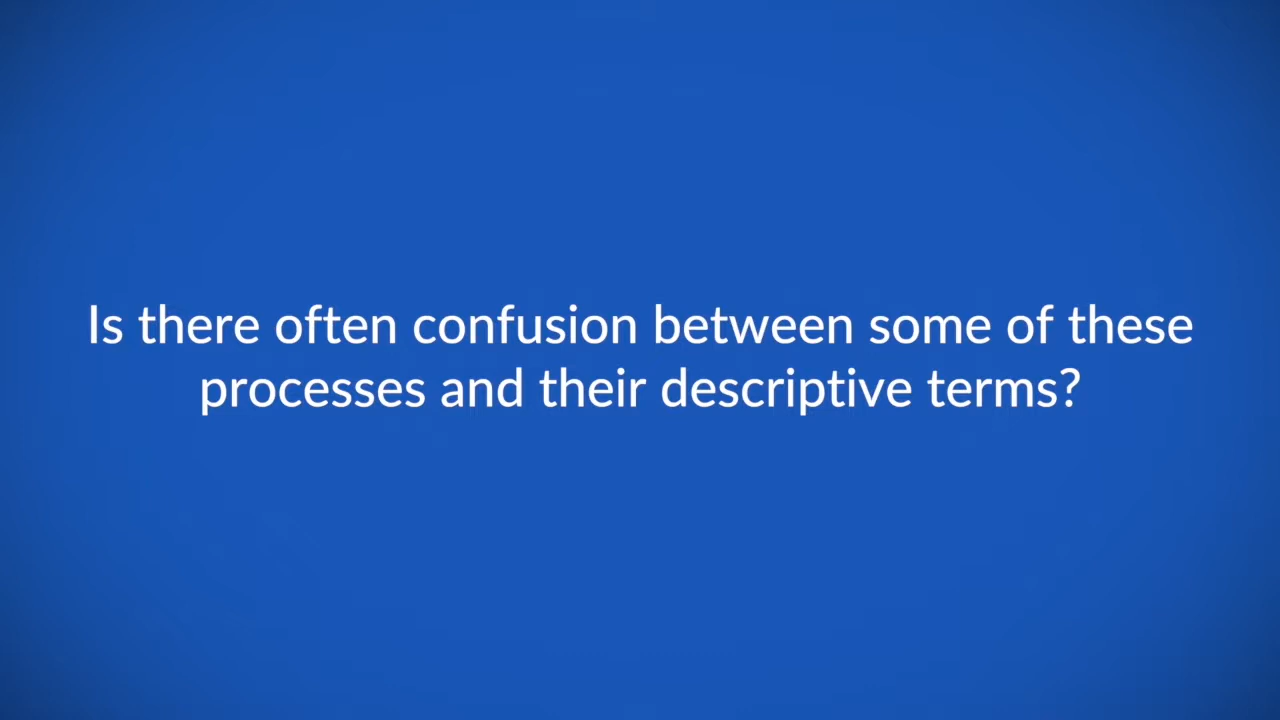 Is there often confusion between some of these
processes and their descriptive terms?